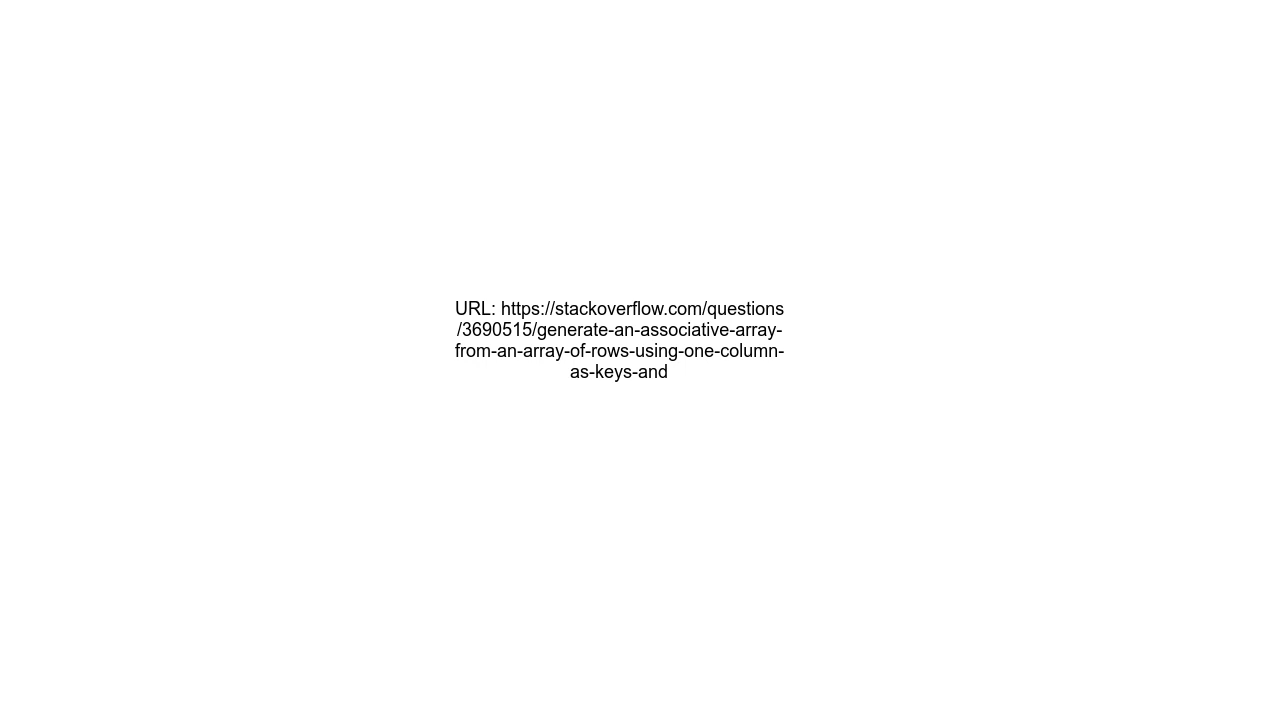 URL: https://stackoverflow.com/questions
/3690515/generate-an-associative-array-
from-an-array-of-rows-using-one-column-
as-keys-and